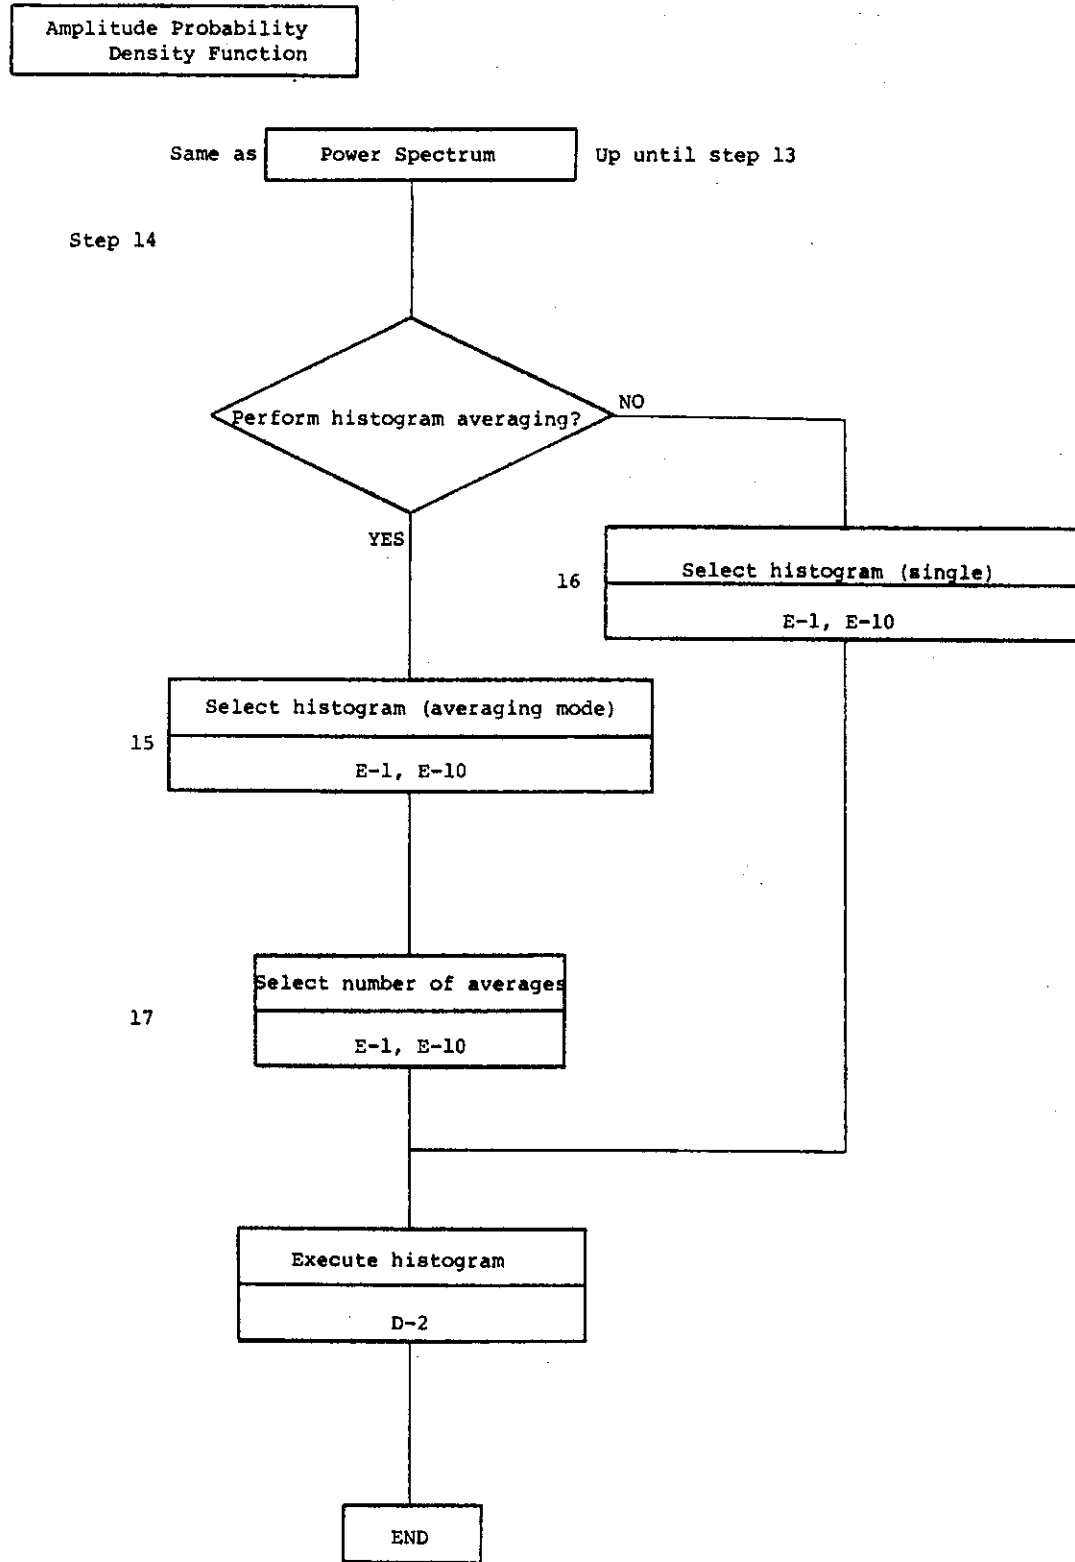 Amplitude Probability
Density Function
Same as Power Spectrum Up until step 13
Step 14
Perform histogram averaging?
NO
YES
Select histogram (single)
16
E-1, E-10
Select histogram (averaging mode)
15
E-1, E-10
Select number of averages
17
E-1, E-10
Execute histogram
D-2
END